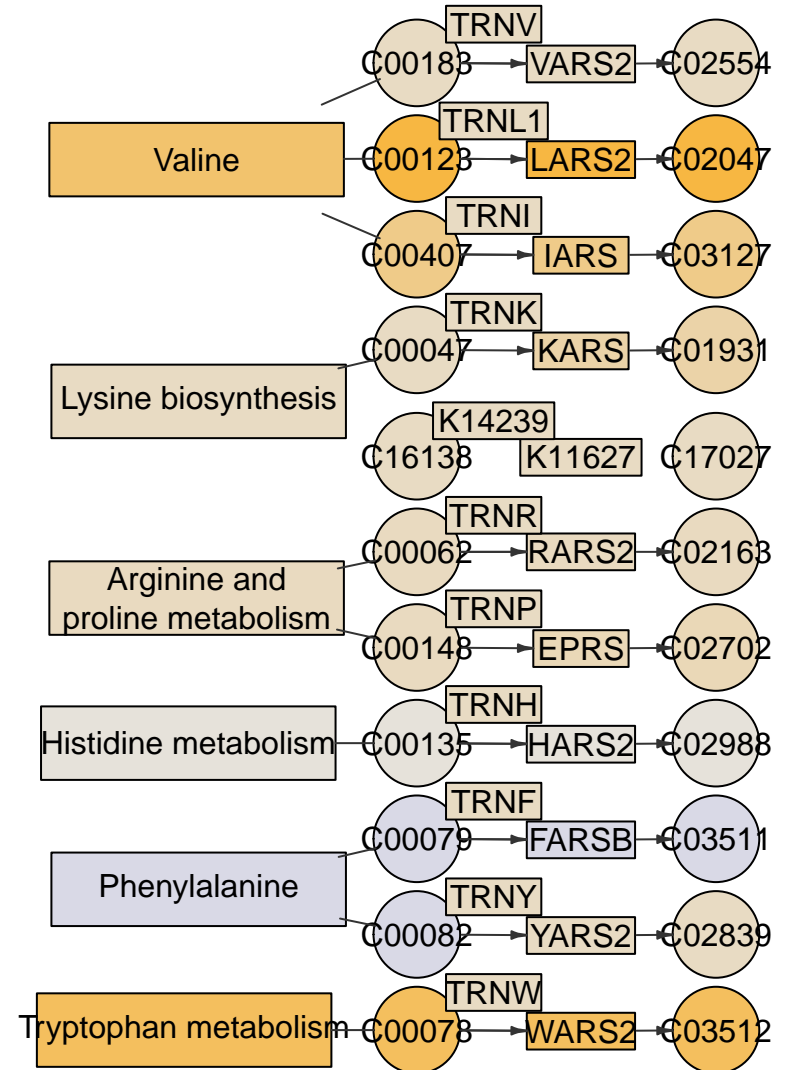 TRNV
C00183
VARS2
C02554
TRNL1
Valine
C00123
LARS2
C02047
TRNI
C00407
IARS
C03127
TRNK
C00047
KARS
C01931
Lysine biosynthesis
K14239
C16138
K11627
C17027
TRNR
C00062
RARS2
C02163
Arginine and
proline metabolism
TRNP
C00148
EPRS
C02702
TRNH
Histidine metabolism
C00135
HARS2
C02988
TRNF
C00079
FARSB
C03511
Phenylalanine
TRNY
C00082
YARS2
C02839
TRNW
Tryptophan metabolism
C00078
WARS2
C03512